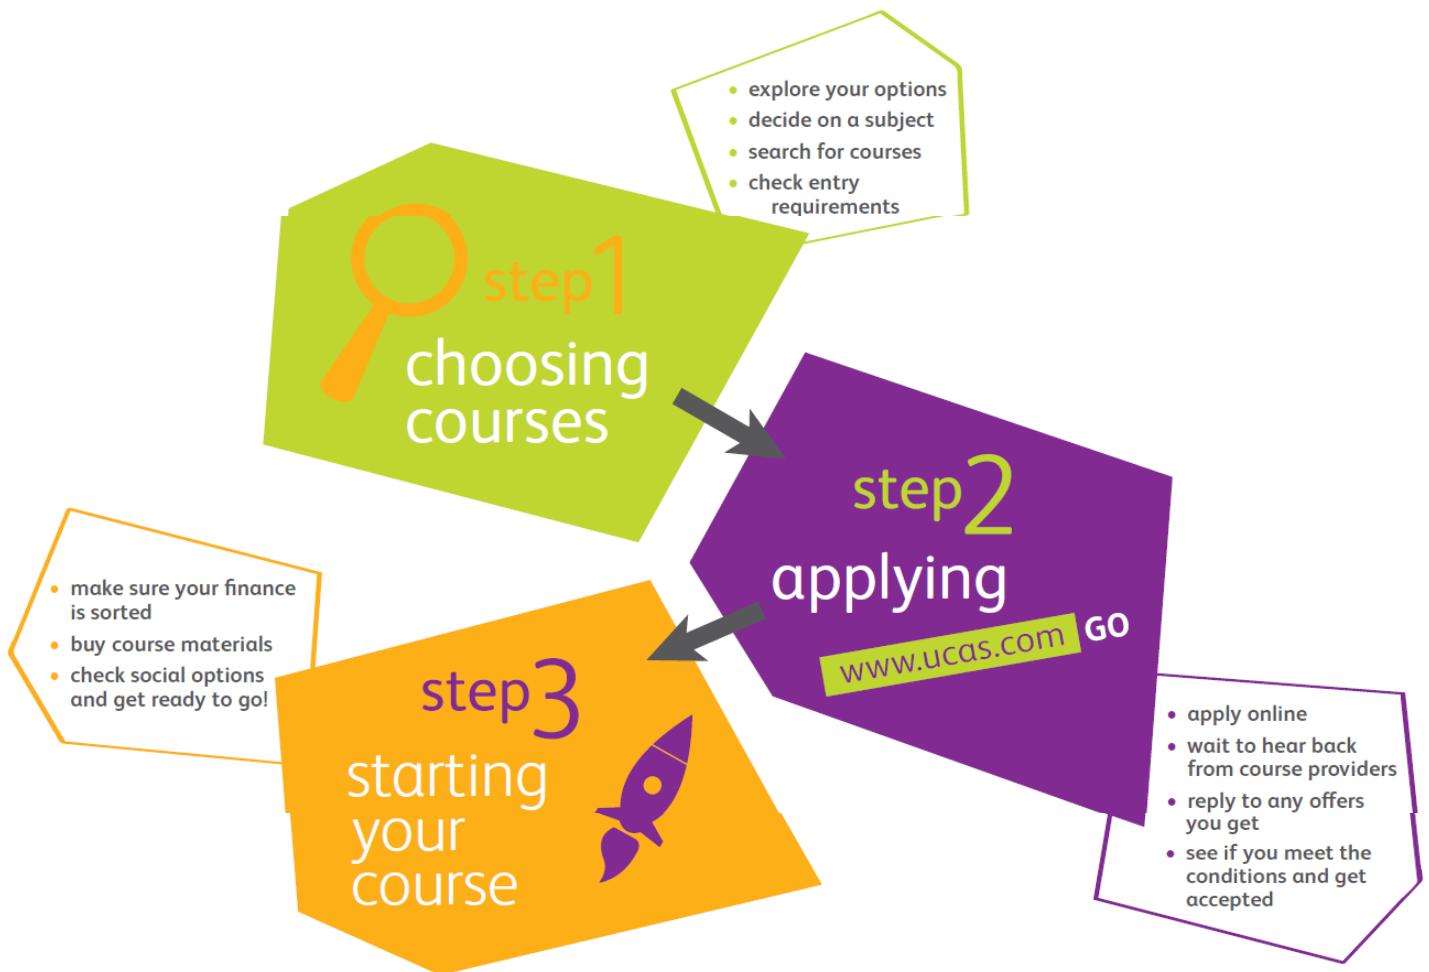 • explore your options
• decide on a subject
• search for courses
• check entry
requirements
step1
choosing
courses
step2
applying
www.ucas.com GO
• apply online
• wait to hear back
from course providers
• reply to any offers
you get
• see if you meet the
conditions and get
accepted
step3
starting
your
course
• make sure your finance
is sorted
• buy course materials
• check social options
and get ready to go!